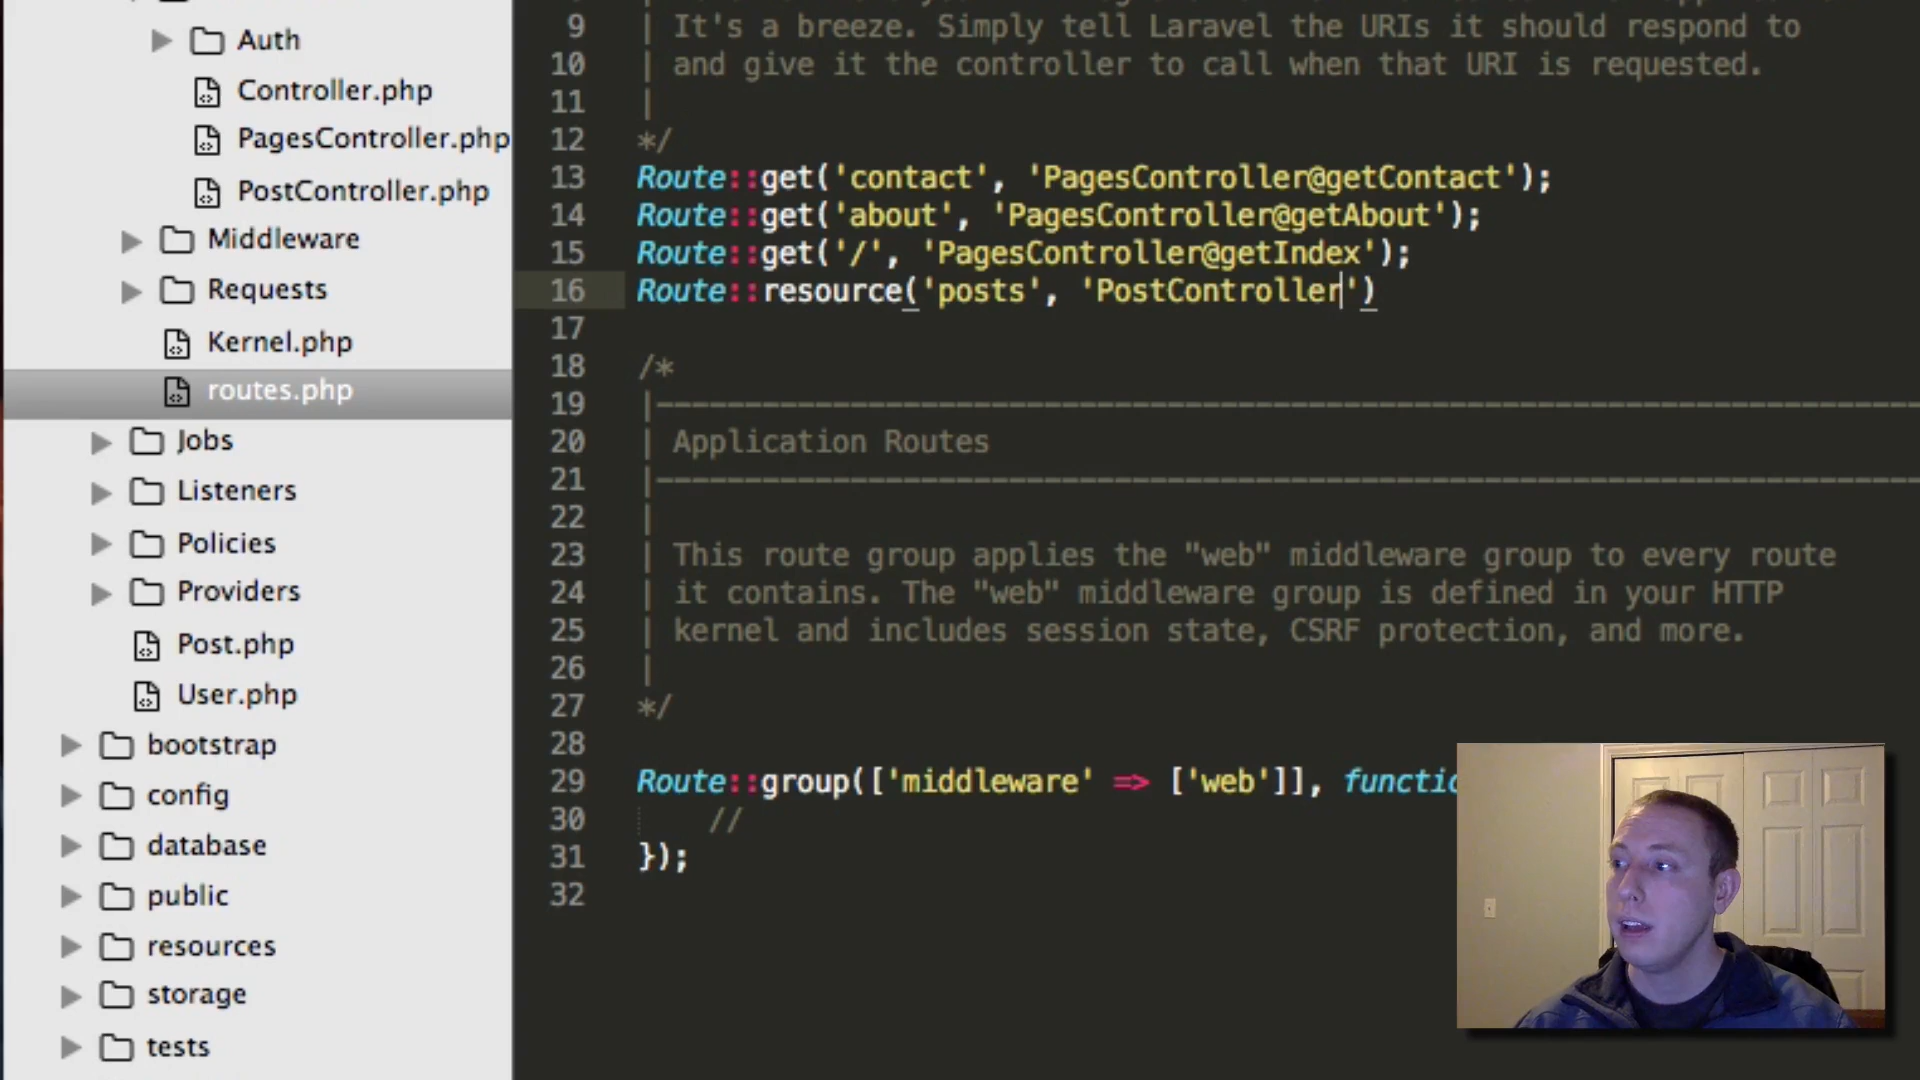 Auth
Controller.php
PagesController.php
PostController.php
Middleware
Requests
Kernel.php
routes.php
Jobs
Listeners
Policies
Providers
Post.php
User.php
bootstrap
config
database
public
resources
storage
tests
9 | It's a breeze. Simply tell Laravel the URIs it should respond to
10 | and give it the controller to call when that URI is requested.
11 |
12 */
13 Route::get('contact', 'PagesController@getContact');
14 Route::get('about', 'PagesController@getAbout');
15 Route::get('/', 'PagesController@getIndex');
16 Route::resource('posts', 'PostController')
17
18 /*
19 |--------------------------------------------------------------------------
20 | Application Routes
21 |--------------------------------------------------------------------------
22 |
23 | This route group applies the "web" middleware group to every route
24 | it contains. The "web" middleware group is defined in your HTTP
25 | kernel and includes session state, CSRF protection, and more.
26 |
27 */
28
29 Route::group(['middleware' => ['web']], functio
30 //
31 });
32